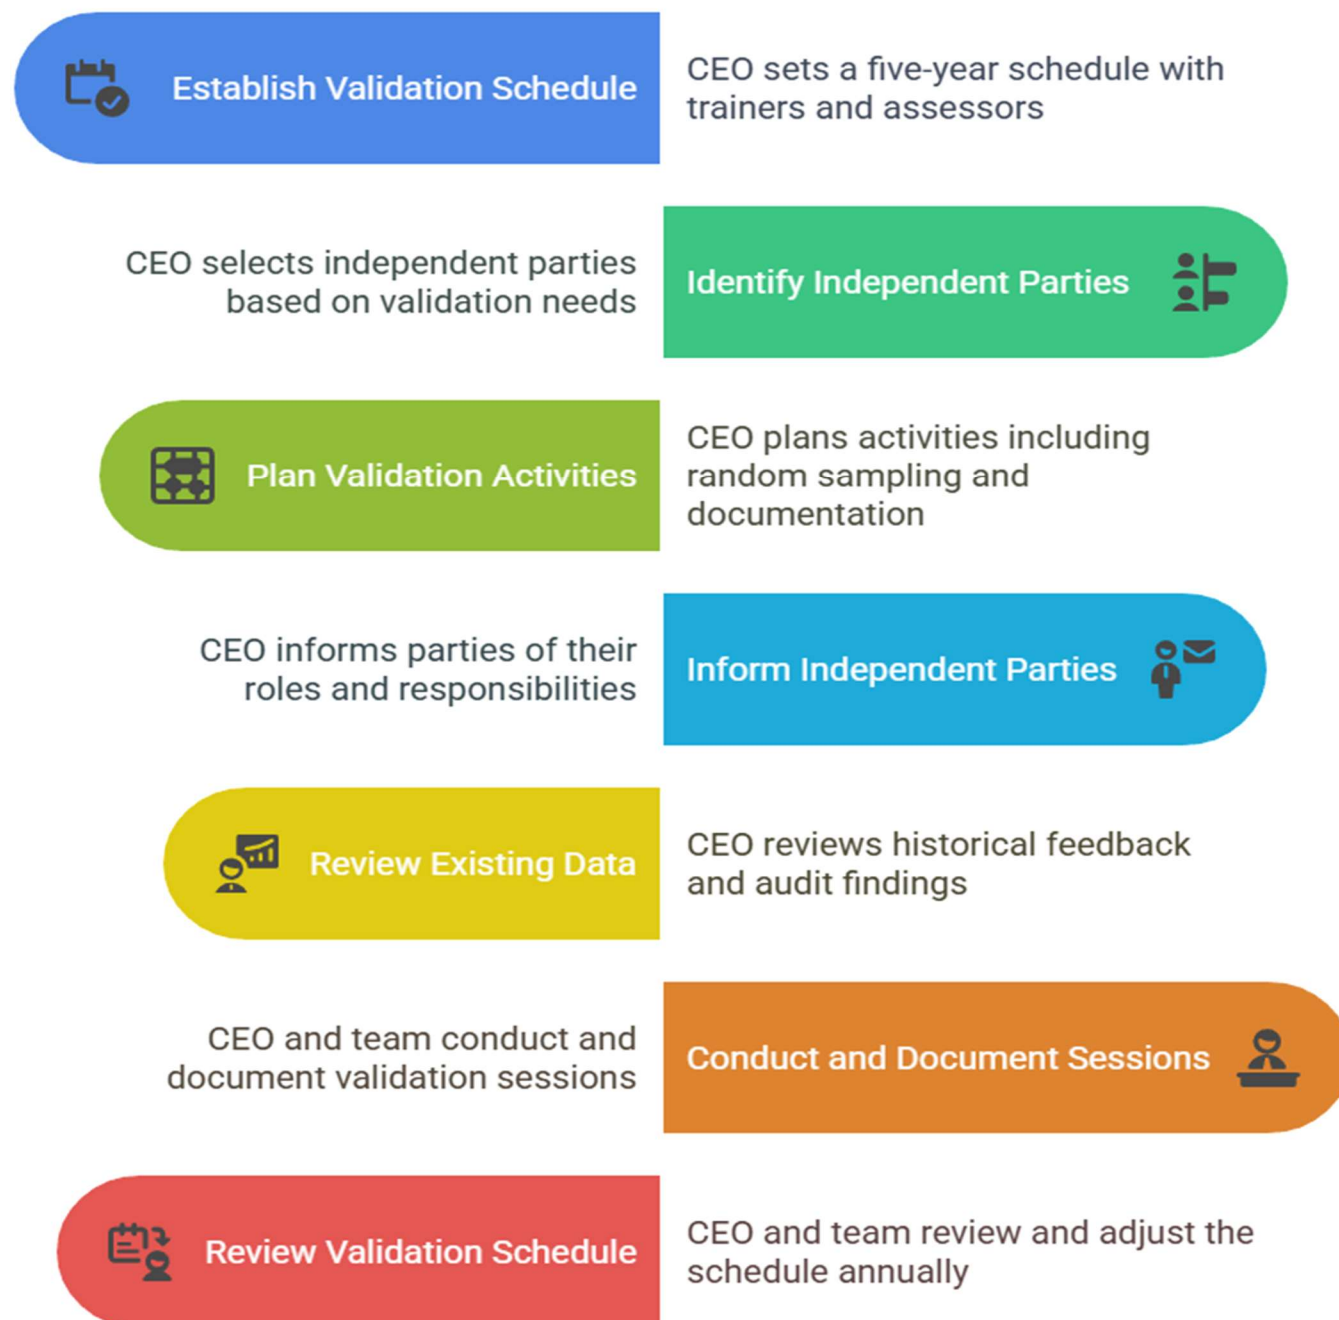 Establish Validation Schedule
CEO sets a five-year schedule with
trainers and assessors
CEO selects independent parties
based on validation needs
Identify Independent Parties
Plan Validation Activities
CEO plans activities including
random sampling and
documentation
CEO informs parties of their
roles and responsibilities
Inform Independent Parties
Review Existing Data
CEO reviews historical feedback
and audit findings
CEO and team conduct and
document validation sessions
Conduct and Document Sessions
Review Validation Schedule
CEO and team review and adjust the
schedule annually